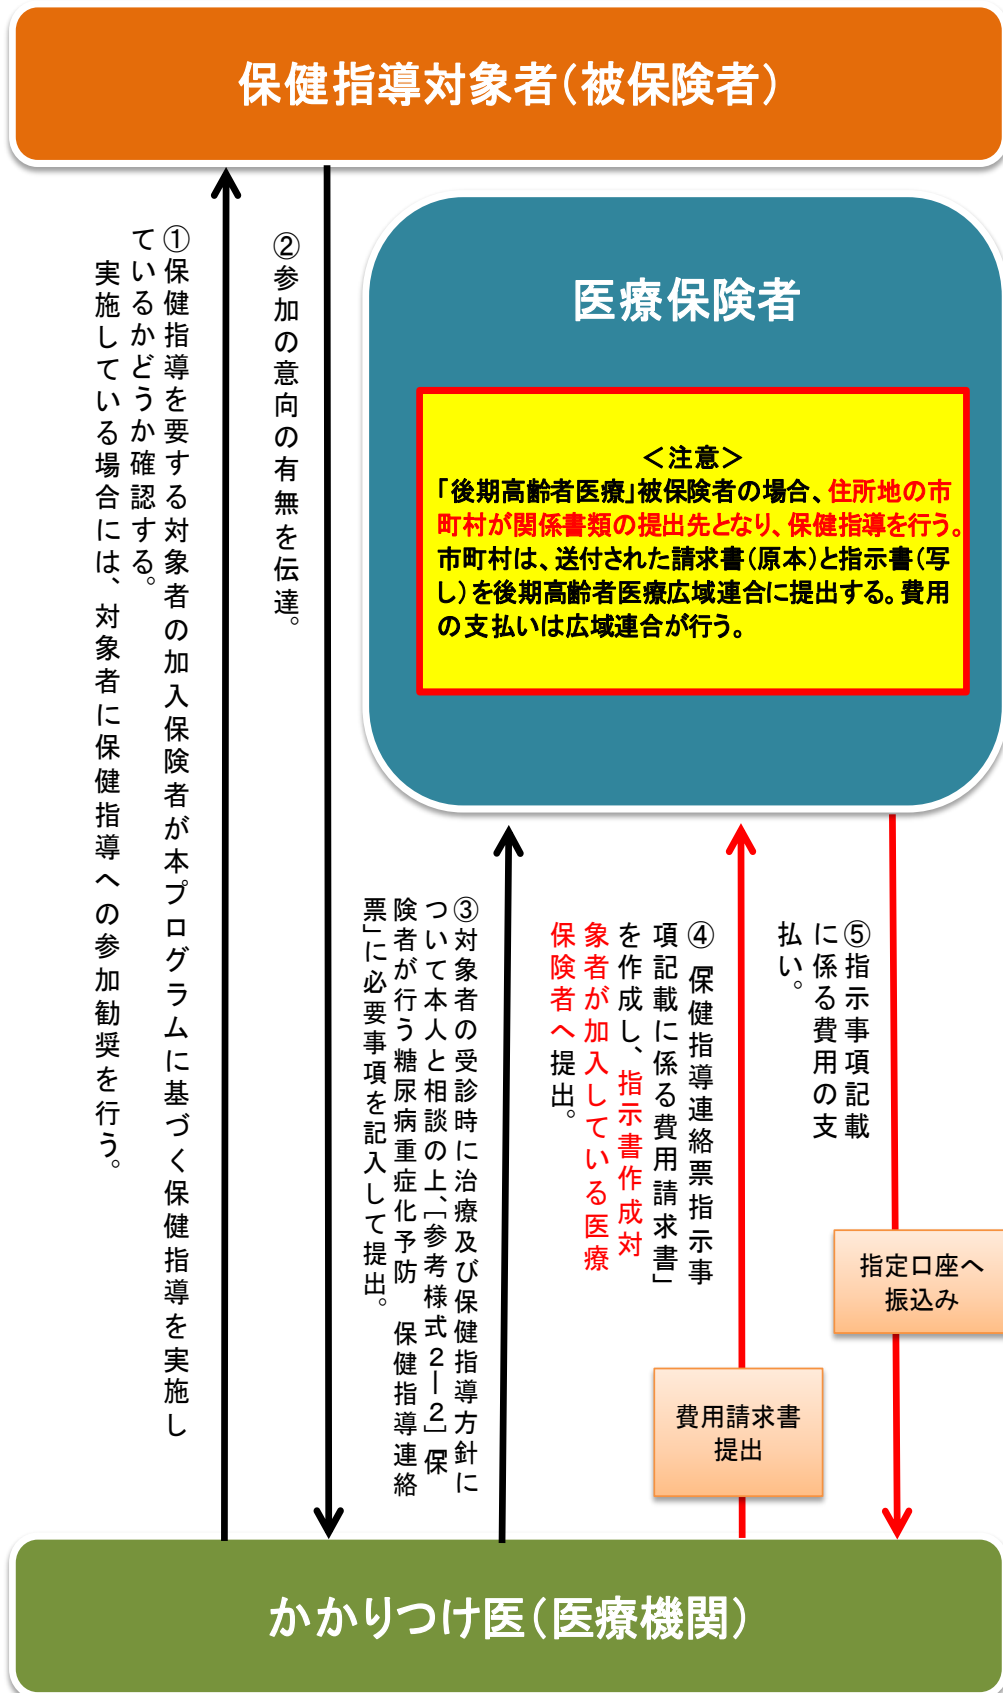 保健指導対象者（被保険者）
①保健指導を要する対象者の加入保険者が本プログラムに基づく保健指導を実施し
ているかどうか確認する。
実施している場合には、対象者に保健指導への参加勧奨を行う。
②参加の意向の有無を伝達。
医療保険者
＜注意＞
「後期高齢者医療」被保険者の場合、住所地の市
町村が関係書類の提出先となり、保健指導を行う。
市町村は、送付された請求書（原本）と指示書（写
し）を後期高齢者医療広域連合に提出する。費用
の支払いは広域連合が行う。
③対象者の受診時に治療及び保健指導方針に
ついて本人と相談の上、［参考様式２－２］「保
険者が行う糖尿病重症化予防　保健指導連絡
票」に必要事項を記入して提出。
④「保健指導連絡票指示事
項記載に係る費用請求書」
を作成し、指示書作成対
象者が加入している医療
保険者へ提出。
⑤指示事項記載
に係る費用の支
払い。
指定口座へ
振込み
費用請求書
提出
かかりつけ医（医療機関）